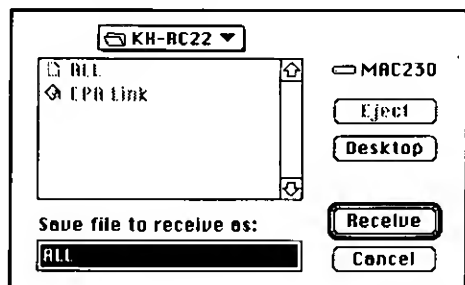 KH-RC22
ALL
CPA Link
MAC230
Eject
Desktop
Save file to receive as:
ALL
Receive
Cancel